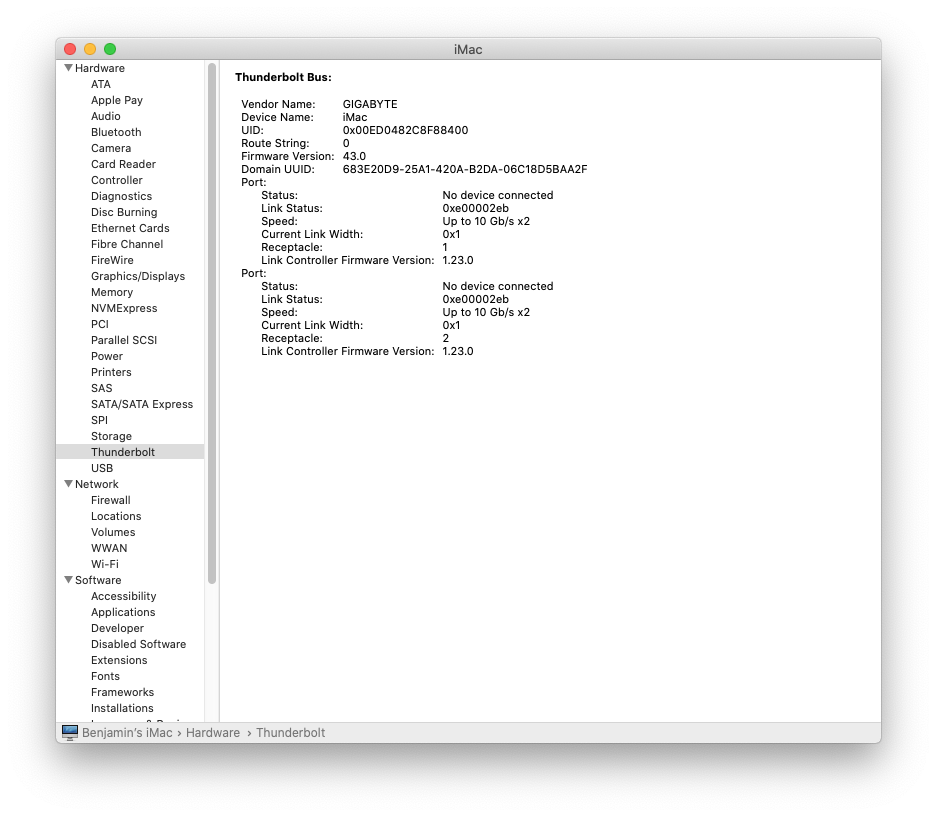 iMac
Hardware
ATA
Apple Pay
Audio
Bluetooth
Camera
Card Reader
Controller
Diagnostics
Disc Burning
Ethernet Cards
Fibre Channel
FireWire
Graphics/Displays
Memory
NVMExpress
PCI
Parallel SCSI
Power
Printers
SAS
SATA/SATA Express
SPI
Storage
Thunderbolt
USB
Network
Firewall
Locations
Volumes
WWAN
Wi-Fi
Software
Accessibility
Applications
Developer
Disabled Software
Extensions
Fonts
Frameworks
Installations
Thunderbolt Bus:
Vendor Name: GIGABYTE
Device Name: iMac
UID: 0x00ED0482C8F88400
Route String: 0
Firmware Version: 43.0
Domain UUID: 683E20D9-25A1-420A-B2DA-06C18D5BAA2F
Port:
Status: No device connected
Link Status: 0xe00002eb
Speed: Up to 10 Gb/s x2
Current Link Width: 0x1
Receptacle: 1
Link Controller Firmware Version: 1.23.0
Port:
Status: No device connected
Link Status: 0xe00002eb
Speed: Up to 10 Gb/s x2
Current Link Width: 0x1
Receptacle: 2
Link Controller Firmware Version: 1.23.0
Benjamin's iMac › Hardware › Thunderbolt